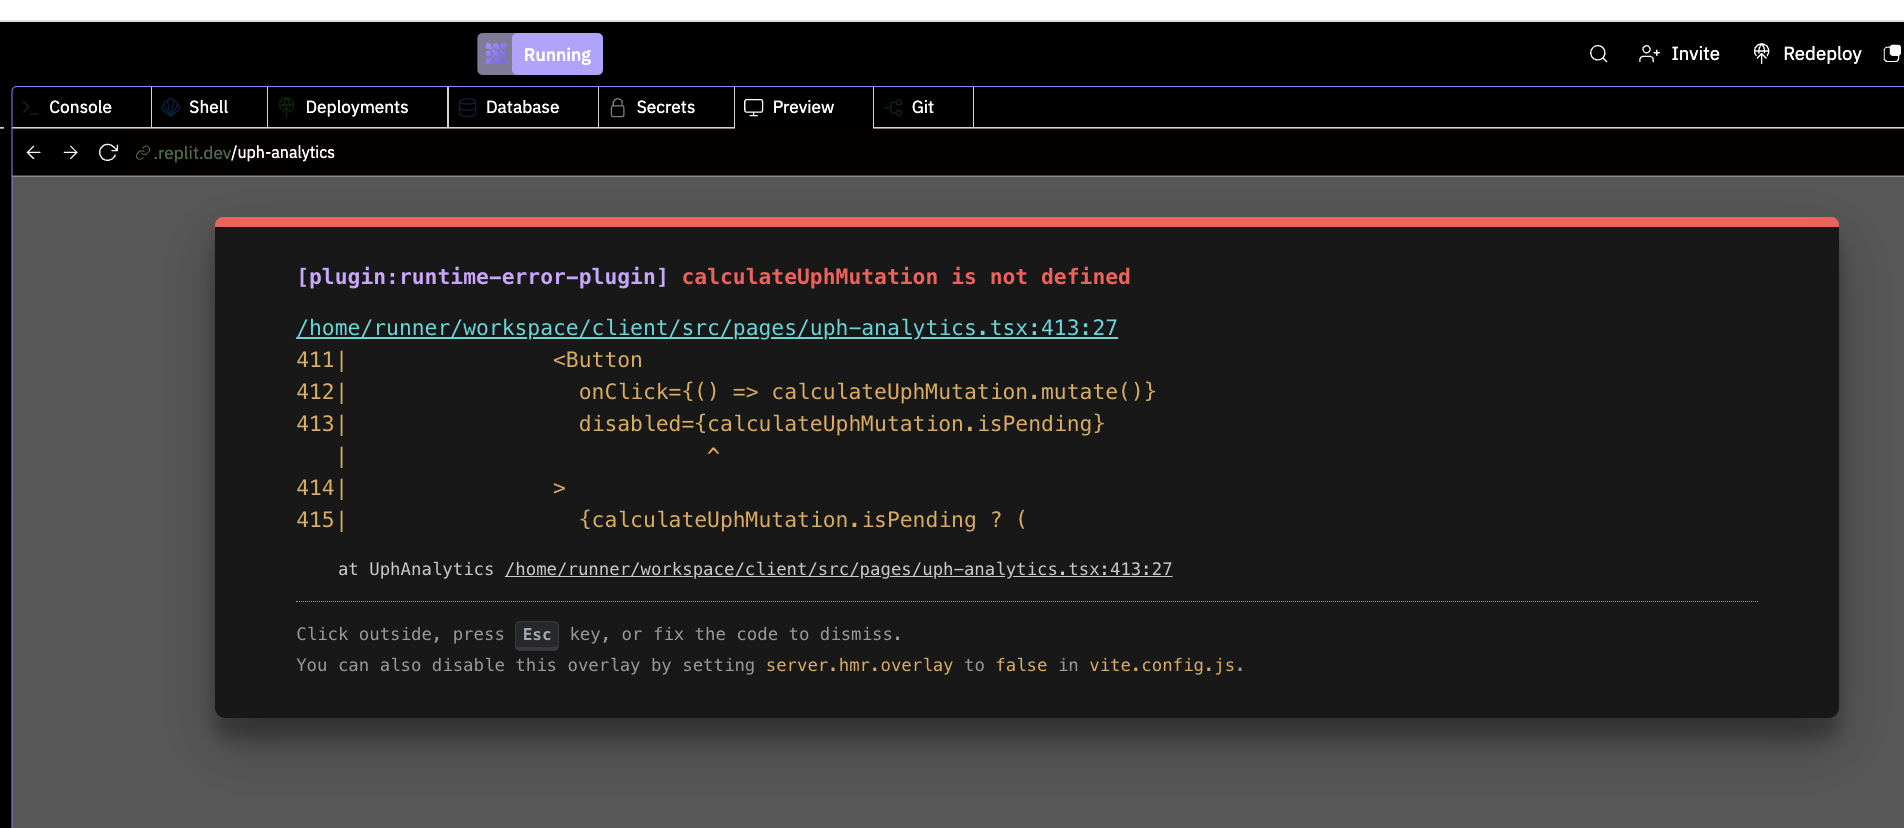 Running
Invite
Redeploy
Console
Shell
Deployments
Database
Secrets
Preview
Git
.replit.dev/uph-analytics
[plugin:runtime-error-plugin] calculateUphMutation is not defined
/home/runner/workspace/client/src/pages/uph-analytics.tsx:413:27
411|                <Button
412|                  onClick={() => calculateUphMutation.mutate()}
413|                  disabled={calculateUphMutation.isPending}
   |                            ^
414|                >
415|                  {calculateUphMutation.isPending ? (
at UphAnalytics /home/runner/workspace/client/src/pages/uph-analytics.tsx:413:27
Click outside, press Esc key, or fix the code to dismiss.
You can also disable this overlay by setting server.hmr.overlay to false in vite.config.js.